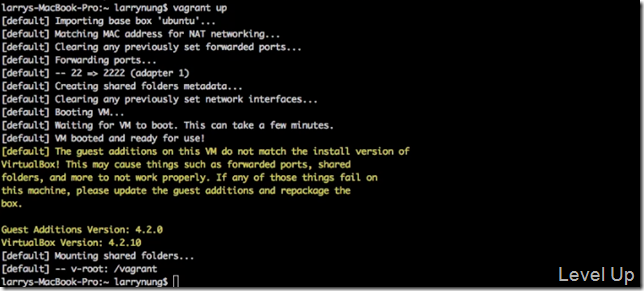 larrys-MacBook-Pro:~ larrynung$ vagrant up
[default] Importing base box 'ubuntu'...
[default] Matching MAC address for NAT networking...
[default] Clearing any previously set forwarded ports...
[default] Forwarding ports...
[default] -- 22 => 2222 (adapter 1)
[default] Creating shared folders metadata...
[default] Clearing any previously set network interfaces...
[default] Booting VM...
[default] Waiting for VM to boot. This can take a few minutes.
[default] VM booted and ready for use!
[default] The guest additions on this VM do not match the install version of
VirtualBox! This may cause things such as forwarded ports, shared
folders, and more to not work properly. If any of those things fail on
this machine, please update the guest additions and repackage the
box.
Guest Additions Version: 4.2.0
VirtualBox Version: 4.2.10
[default] Mounting shared folders...
[default] -- v-root: /vagrant
larrys-MacBook-Pro:~ larrynung$
Level Up